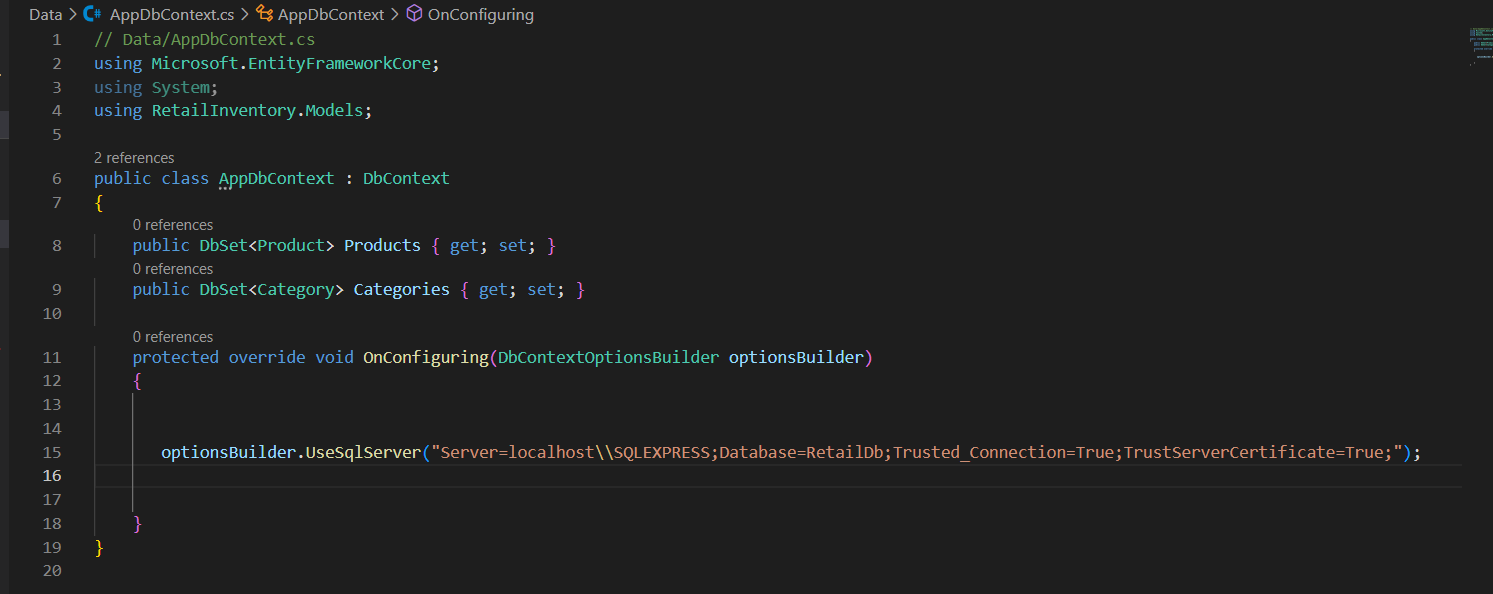 Data > AppDbContext.cs > AppDbContext > OnConfiguring
1 // Data/AppDbContext.cs
2 using Microsoft.EntityFrameworkCore;
3 using System;
4 using RetailInventory.Models;
5
2 references
6 public class AppDbContext : DbContext
7 {
0 references
8 public DbSet<Product> Products { get; set; }
0 references
9 public DbSet<Category> Categories { get; set; }
10
0 references
11 protected override void OnConfiguring(DbContextOptionsBuilder optionsBuilder)
12 {
13
14
15 optionsBuilder.UseSqlServer("Server=localhost\\SQLEXPRESS;Database=RetailDb;Trusted_Connection=True;TrustServerCertificate=True;");
16
17
18 }
19 }
20